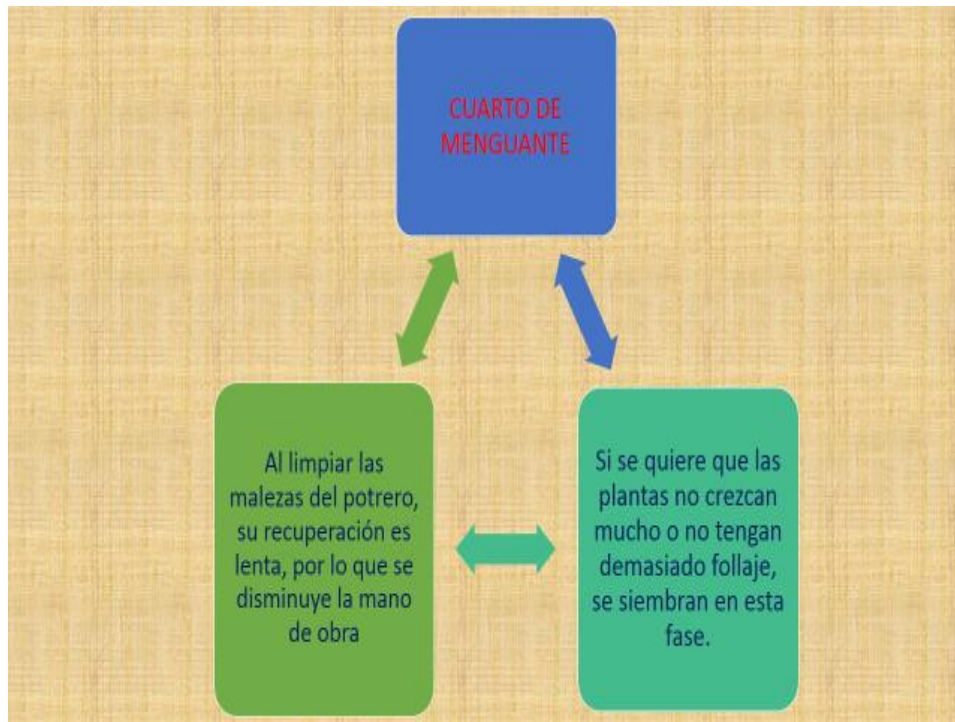 CUARTO DE
MENGUANTE
Al limpiar las
malezas del potrero,
su recuperación es
lenta, por lo que se
disminuye la mano
de obra
Si se quiere que las
plantas no crezcan
mucho o no tengan
demasiado follaje,
se siembran en esta
fase.